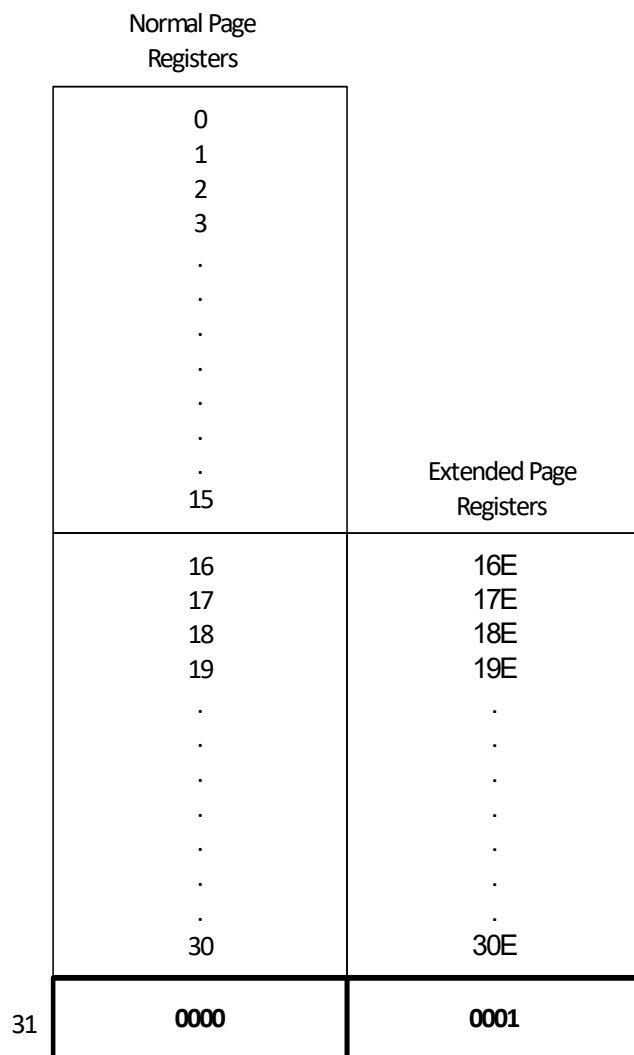 Normal Page
Registers
0
1
2
3
.
.
.
.
.
.
.
15
Extended Page
Registers
16 16E
17 17E
18 18E
19 19E
. .
. .
. .
. .
. .
. .
. .
30 30E
31 0000 0001